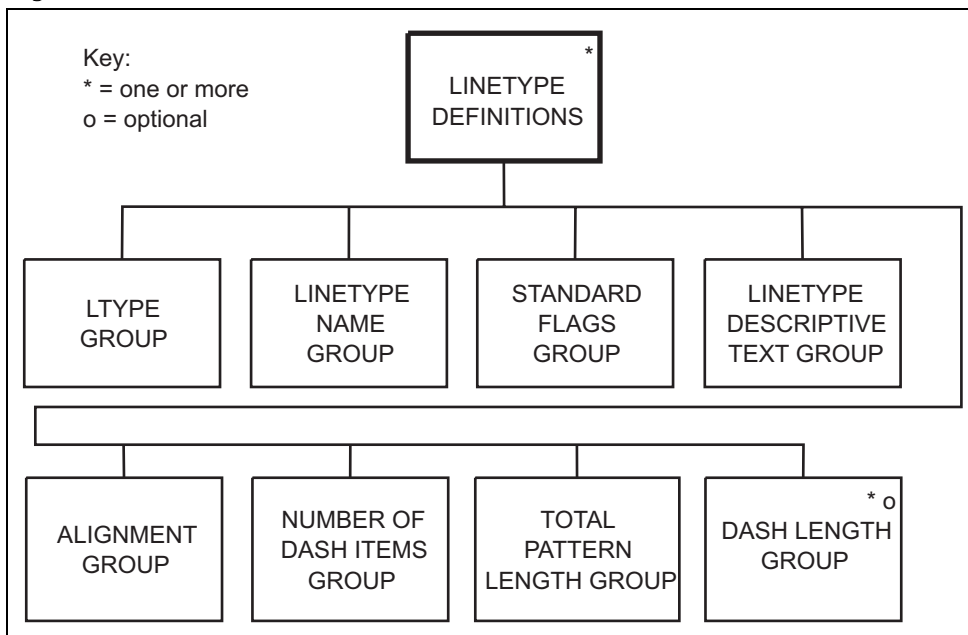 Key:
* = one or more
o = optional
*
LINETYPE
DEFINITIONS
LTYPE
GROUP
LINETYPE
NAME
GROUP
STANDARD
FLAGS
GROUP
LINETYPE
DESCRIPTIVE
TEXT GROUP
ALIGNMENT
GROUP
NUMBER OF
DASH ITEMS
GROUP
TOTAL
PATTERN
LENGTH GROUP
* o
DASH LENGTH
GROUP